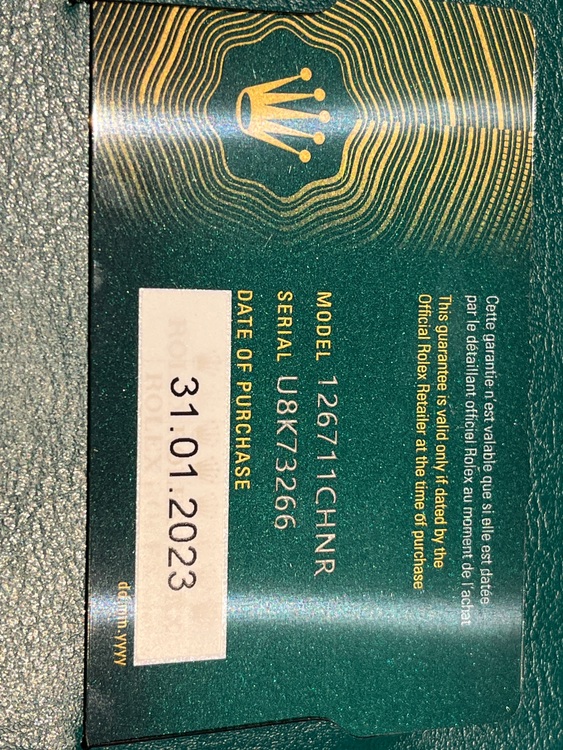 Cette garantie n'est valable que si elle est datée
par le détaillant officiel Rolex au moment de l'achat
This guarantee is valid only if dated by the
Official Rolex Retailer at the time of purchase
MODEL 126711CHNR
SERIAL U8K73266
DATE OF PURCHASE
31.01.2023
dd.mm.yyyy